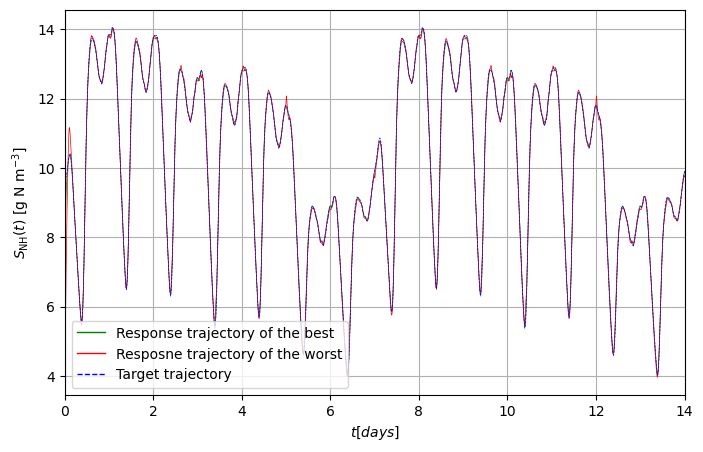 14
12
10
8
6
4
S_NH(t) [g N m^−3]
Response trajectory of the best
Resposne trajectory of the worst
Target trajectory
0 2 4 6 8 10 12 14
t[days]